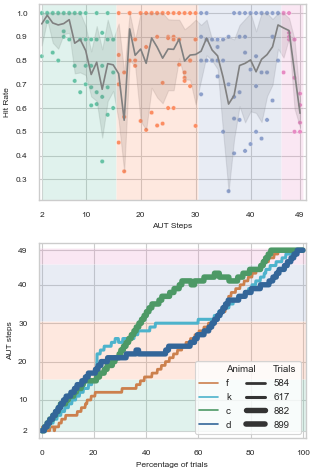 1.0
0.9
0.8
0.7
0.6
0.5
0.4
0.3
Hit Rate
2 10 20 30 40 49
AUT Steps
49
40
30
20
10
2
AUT steps
Animal Trials
f 584
k 617
c 882
d 899
0 20 40 60 80 100
Percentage of trials